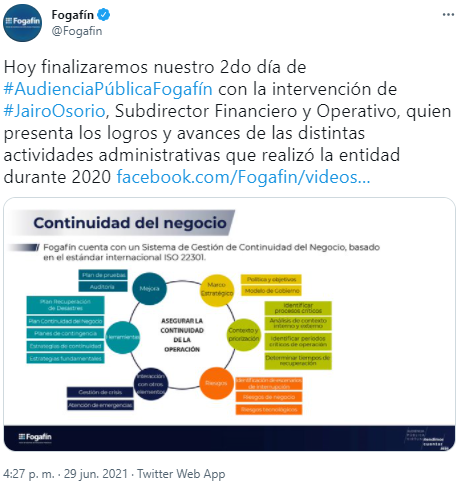 Fogafín
@Fogafin
Hoy finalizaremos nuestro 2do día de
#AudienciaPúblicaFogafín con la intervención de
#JairoOsorio, Subdirector Financiero y Operativo, quien
presenta los logros y avances de las distintas
actividades administrativas que realizó la entidad
durante 2020 facebook.com/Fogafin/videos...
Continuidad del negocio
Fogafín cuenta con un Sistema de Gestión de Continuidad del Negocio, basado
en el estándar internacional ISO 22301.
Plan de pruebas
Auditoría
Mejora
Marco
Estratégico
Política y objetivos
Modelo de Gobierno
Plan Recuperación
de Desastres
Plan Continuidad del Negocio
Planes de contingencia
Estrategias de continuidad
Estrategias fundamentales
Herramientas
ASEGURAR LA
CONTINUIDAD
DE LA
OPERACIÓN
Contexto y
priorización
Identificar
procesos críticos
Análisis de contexto
interno y externo
Identificar períodos
críticos de operación
Determinar tiempos de
recuperación
Gestión de crisis
Atención de emergencias
Interacción
con otros
elementos
Riesgos
Identificación de escenarios
de interrupción
Riesgos de negocio
Riesgos tecnológicos
Fogafín
4:27 p. m. · 29 jun. 2021 · Twitter Web App